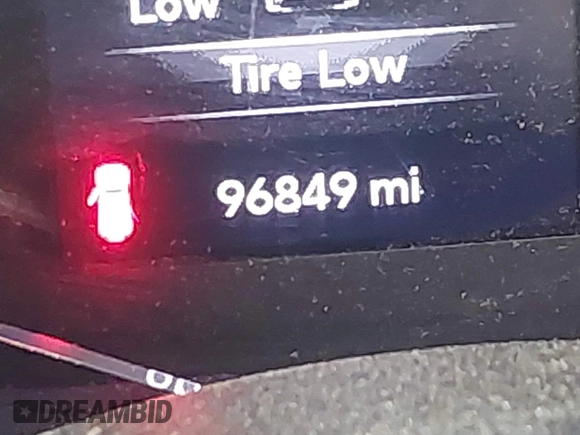 Low
Tire Low
96849 mi
DREAMBID